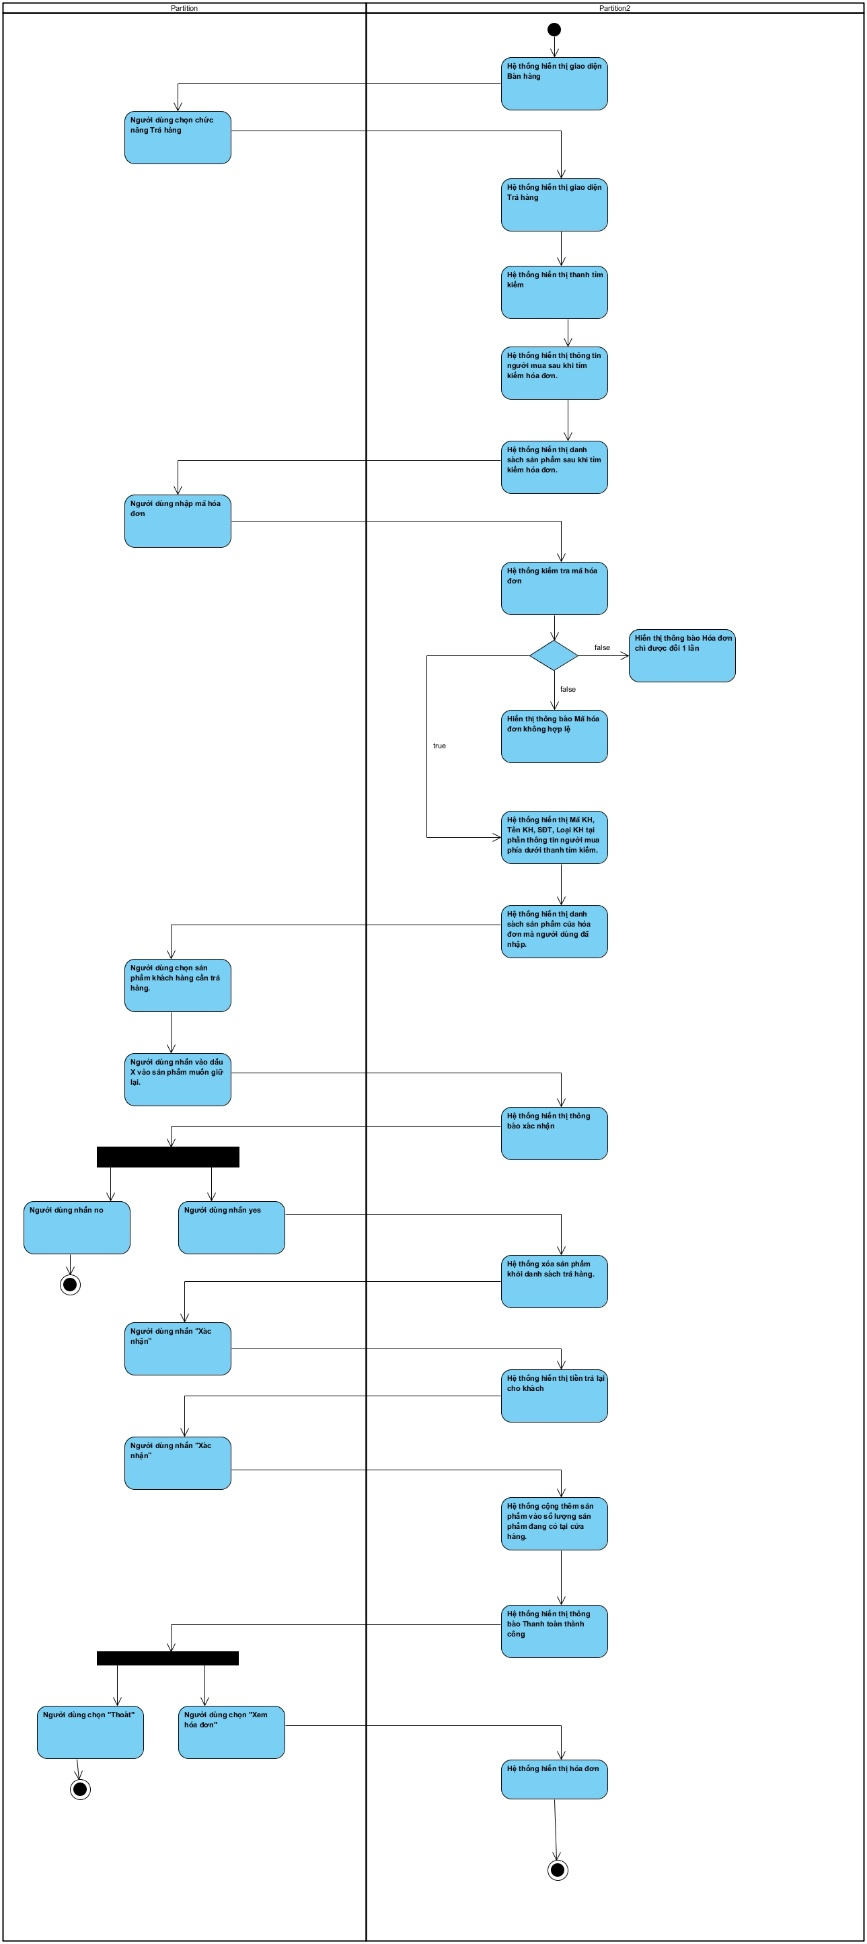 Partition
Partition2
Hệ thống hiển thị giao diện
Bán hàng
Người dùng chọn chức
năng Trả hàng
Hệ thống hiển thị giao diện
Trả hàng
Hệ thống hiển thị thanh tìm
kiếm
Hệ thống hiển thị thông tin
người mua sau khi tìm
kiếm hóa đơn.
Hệ thống hiển thị danh
sách sản phẩm sau khi tìm
kiếm hóa đơn.
Người dùng nhập mã hóa
đơn
Hệ thống kiểm tra mã hóa
đơn
false
Hiển thị thông báo Hóa đơn
chỉ được đổi 1 lần
false
Hiển thị thông báo Mã hóa
đơn không hợp lệ
true
Hệ thống hiển thị Mã KH,
Tên KH, SĐT, Loại KH tại
phần thông tin người mua
phía dưới thanh tìm kiếm.
Hệ thống hiển thị danh
sách sản phẩm của hóa
đơn mà người dùng đã
nhập.
Người dùng chọn sản
phẩm khách hàng cần trả
hàng.
Người dùng nhấn vào dấu
X vào sản phẩm muốn giữ
lại.
Hệ thống hiển thị thông
báo xác nhận
Người dùng nhấn no
Người dùng nhấn yes
Hệ thống xóa sản phẩm
khỏi danh sách trả hàng.
Người dùng nhấn "Xác
nhận"
Hệ thống hiển thị tiền trả lại
cho khách
Người dùng nhấn "Xác
nhận"
Hệ thống cộng thêm sản
phẩm vào số lượng sản
phẩm đang có tại cửa
hàng.
Hệ thống hiển thị thông
báo Thanh toán thành
công
Người dùng chọn "Thoát"
Người dùng chọn "Xem
hóa đơn"
Hệ thống hiển thị hóa đơn